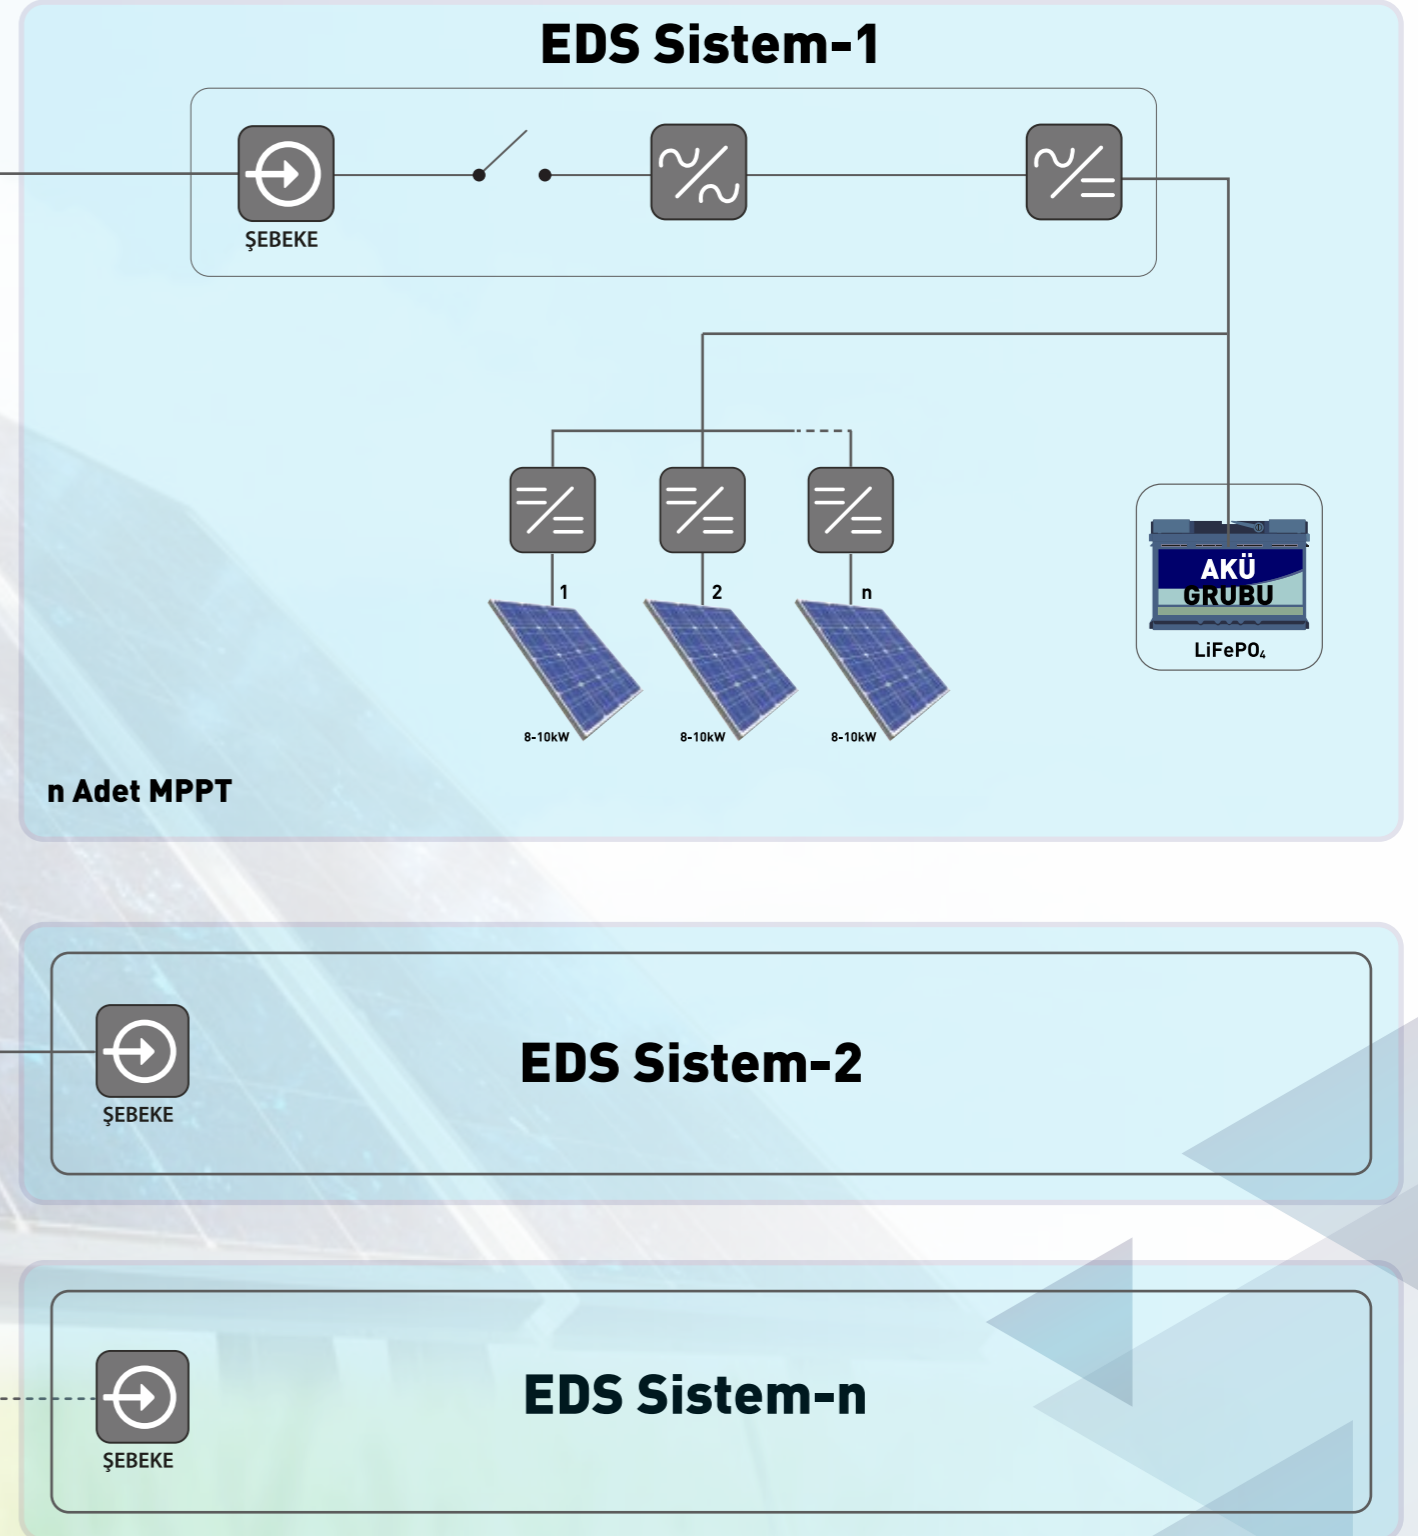 EDS Sistem-1
ŞEBEKE
1
2
n
AKÜ
GRUBU
LiFePO₄
8-10kW
8-10kW
8-10kW
n Adet MPPT
EDS Sistem-2
ŞEBEKE
EDS Sistem-n
ŞEBEKE